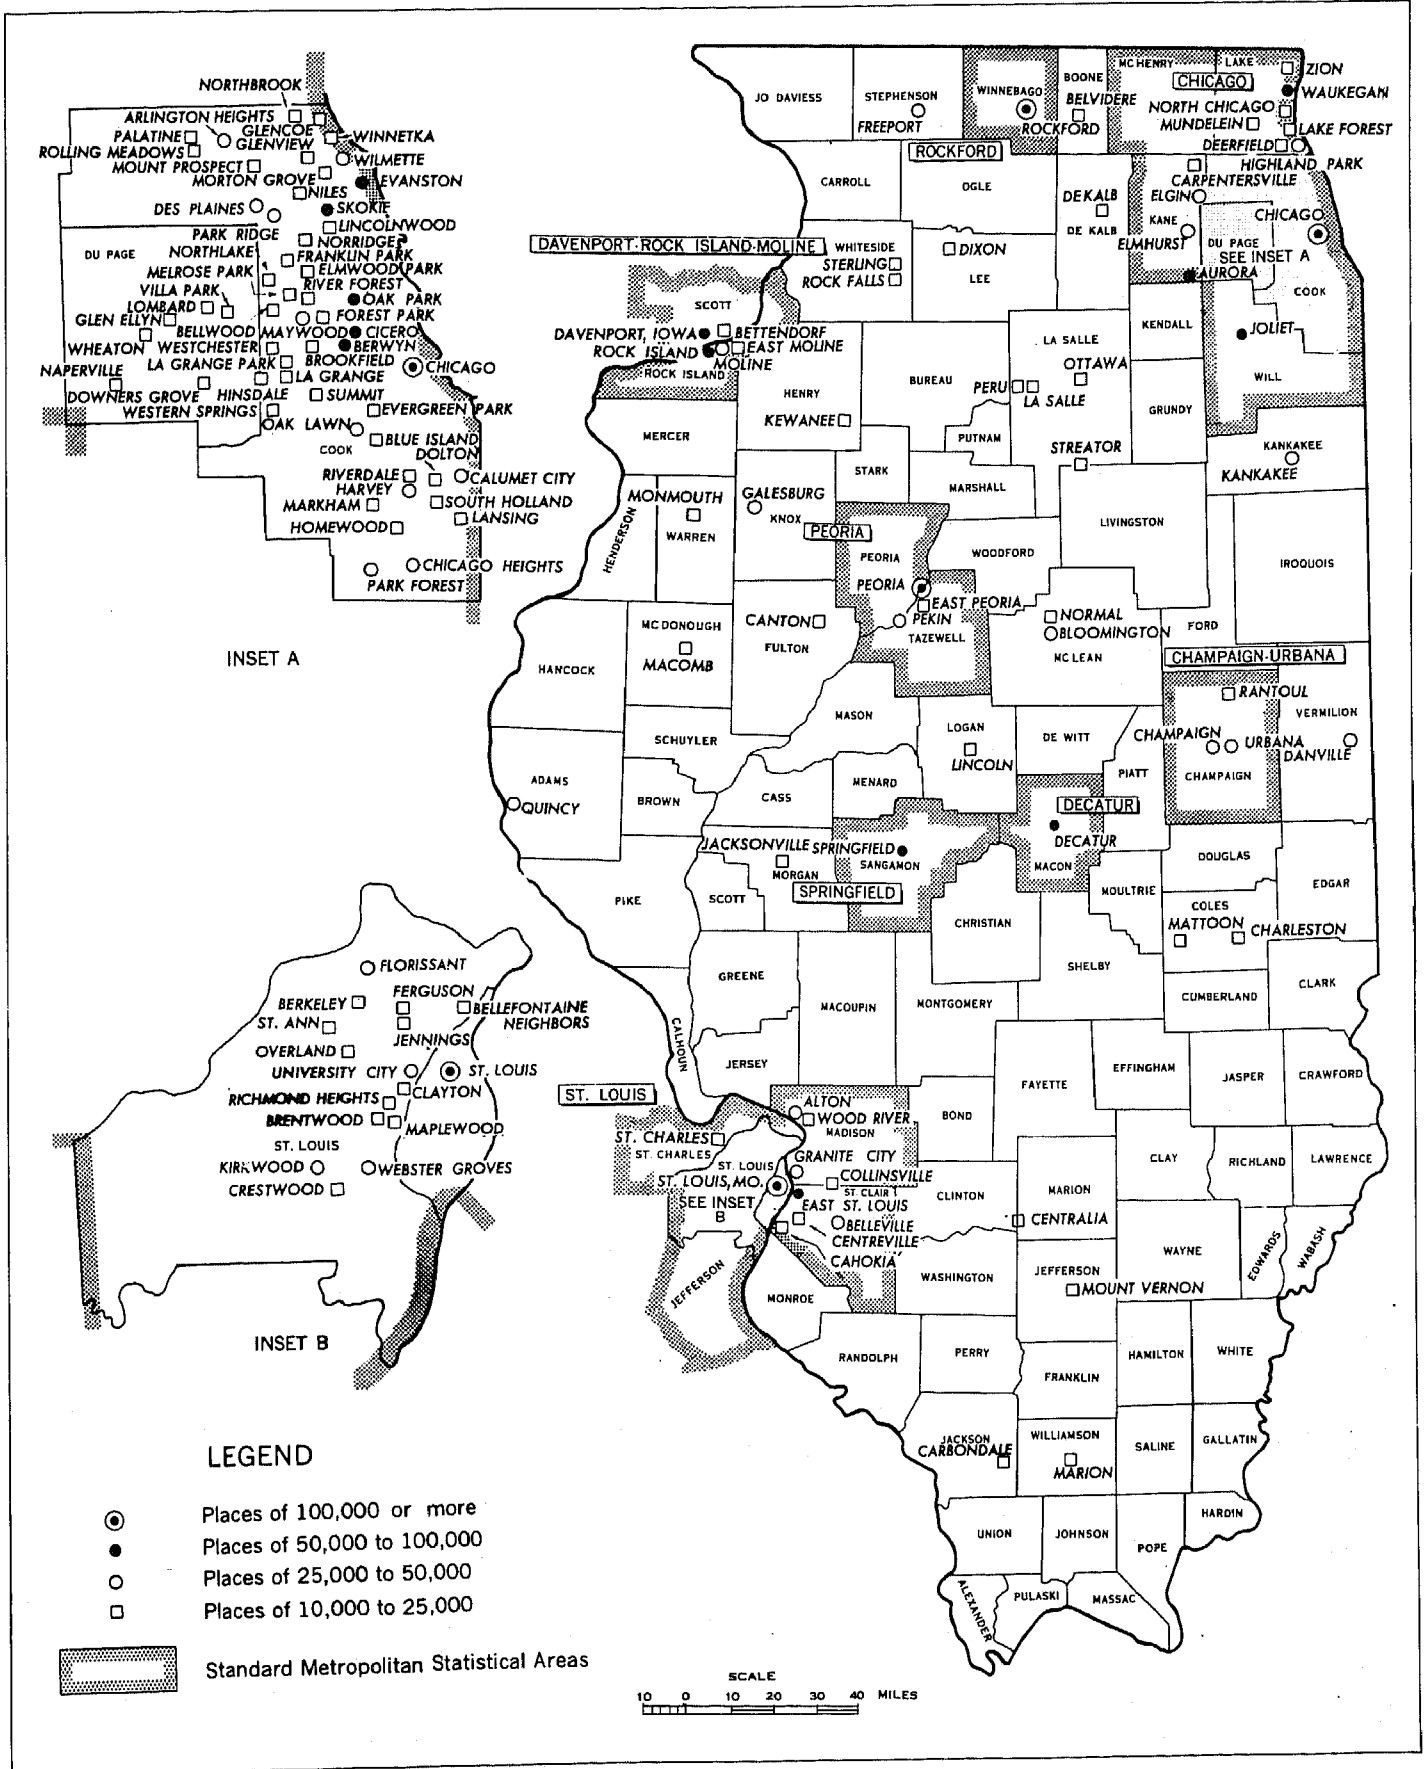 NORTHBROOK
ARLINGTON HEIGHTS
GLENCOE
PALATINE
GLENVIEW
WINNETKA
ROLLING MEADOWS
WILMETTE
MOUNT PROSPECT
MORTON GROVE
EVANSTON
NILES
DES PLAINES
SKOKIE
LINCOLNWOOD
PARK RIDGE
NORRIDGE
DU PAGE
NORTHLAKE
FRANKLIN PARK
MELROSE PARK
ELMWOOD PARK
VILLA PARK
RIVER FOREST
LOMBARD
OAK PARK
GLEN ELLYN
FOREST PARK
BELLWOOD
MAYWOOD
CICERO
WHEATON
WESTCHESTER
BERWYN
LA GRANGE PARK
BROOKFIELD
NAPERVILLE
CHICAGO
LA GRANGE
DOWNERS GROVE
HINSDALE
SUMMIT
WESTERN SPRINGS
EVERGREEN PARK
OAK LAWN
BLUE ISLAND
COOK
DOLTON
RIVERDALE
CALUMET CITY
HARVEY
MARKHAM
SOUTH HOLLAND
HOMEWOOD
LANSING
CHICAGO HEIGHTS
PARK FOREST
INSET A
JO DAVIESS
STEPHENSON
FREEPORT
WINNEBAGO
ROCKFORD
ROCKFORD
BOONE
BELVIDERE
MC HENRY
LAKE
CHICAGO
ZION
WAUKEGAN
NORTH CHICAGO
MUNDELEIN
LAKE FOREST
DEERFIELD
HIGHLAND PARK
CARPENTERSVILLE
ELGIN
KANE
CHICAGO
ELMHURST
DU PAGE
SEE INSET A
AURORA
COOK
CARROLL
OGLE
DE KALB
DE KALB
DAVENPORT-ROCK ISLAND-MOLINE
WHITESIDE
STERLING
ROCK FALLS
DIXON
LEE
SCOTT
DAVENPORT, IOWA
BETTENDORF
ROCK ISLAND
EAST MOLINE
MOLINE
ROCK ISLAND
KENDALL
JOLIET
WILL
LA SALLE
OTTAWA
PERU
LA SALLE
BUREAU
HENRY
KEWANEE
GRUNDY
MERCER
PUTNAM
STREATOR
KANKAKEE
KANKAKEE
STARK
MARSHALL
MONMOUTH
GALESBURG
KNOX
WARREN
HENDERSON
PEORIA
PEORIA
PEORIA
WOODFORD
LIVINGSTON
IROQUOIS
EAST PEORIA
PEKIN
TAZEWELL
NORMAL
BLOOMINGTON
MC LEAN
FORD
MC DONOUGH
MACOMB
CANTON
FULTON
HANCOCK
CHAMPAIGN-URBANA
RANTOUL
VERMILION
MASON
LOGAN
LINCOLN
DE WITT
CHAMPAIGN
URBANA
DANVILLE
CHAMPAIGN
PIATT
SCHUYLER
ADAMS
QUINCY
BROWN
CASS
MENARD
DECATUR
DECATUR
MACON
JACKSONVILLE
MORGAN
SPRINGFIELD
SANGAMON
SPRINGFIELD
DOUGLAS
EDGAR
MOULTRIE
COLES
MATTOON
CHARLESTON
PIKE
SCOTT
CHRISTIAN
SHELBY
GREENE
MACOUPIN
MONTGOMERY
CUMBERLAND
CLARK
CALHOUN
JERSEY
FAYETTE
EFFINGHAM
JASPER
CRAWFORD
ST. LOUIS
ALTON
WOOD RIVER
MADISON
BOND
ST. CHARLES
ST. CHARLES
ST. LOUIS
GRANITE CITY
ST. LOUIS, MO.
COLLINSVILLE
ST. CLAIR
SEE INSET
B
EAST ST. LOUIS
BELLEVILLE
CENTREVILLE
CAHOKIA
CLINTON
MARION
CENTRALIA
CLAY
RICHLAND
LAWRENCE
WAYNE
EDWARDS
WABASH
JEFFERSON
MONROE
WASHINGTON
JEFFERSON
MOUNT VERNON
RANDOLPH
PERRY
HAMILTON
WHITE
FRANKLIN
JACKSON
CARBONDALE
WILLIAMSON
MARION
SALINE
GALLATIN
UNION
JOHNSON
POPE
HARDIN
ALEXANDER
PULASKI
MASSAC
FLORISSANT
BERKELEY
FERGUSON
BELLEFONTAINE
NEIGHBORS
ST. ANN
JENNINGS
OVERLAND
UNIVERSITY CITY
ST. LOUIS
RICHMOND HEIGHTS
CLAYTON
BRENTWOOD
MAPLEWOOD
ST. LOUIS
KIRKWOOD
WEBSTER GROVES
CRESTWOOD
INSET B
LEGEND
Places of 100,000 or more
Places of 50,000 to 100,000
Places of 25,000 to 50,000
Places of 10,000 to 25,000
Standard Metropolitan Statistical Areas
SCALE
10 0 10 20 30 40 MILES